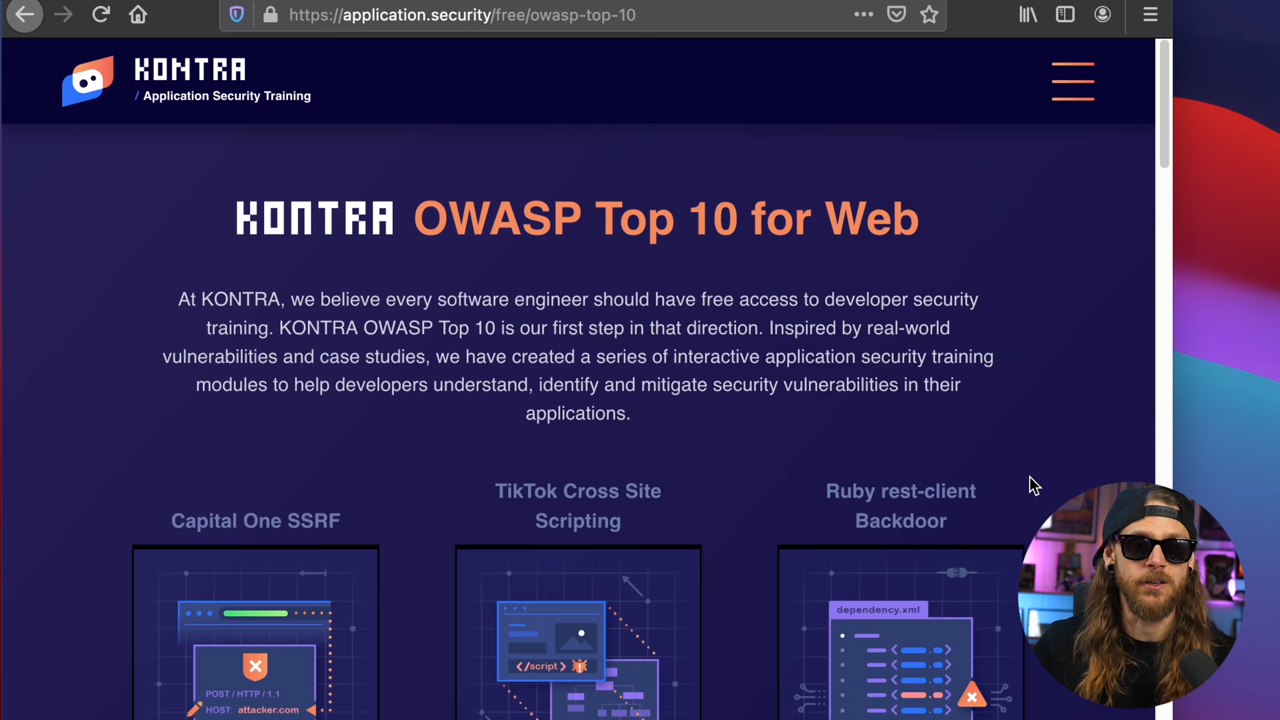 https://application.security/free/owasp-top-10
KONTRA
/ Application Security Training
KONTRA OWASP Top 10 for Web
At KONTRA, we believe every software engineer should have free access to developer security
training. KONTRA OWASP Top 10 is our first step in that direction. Inspired by real-world
vulnerabilities and case studies, we have created a series of interactive application security training
modules to help developers understand, identify and mitigate security vulnerabilities in their
applications.
Capital One SSRF
TikTok Cross Site
Scripting
Ruby rest-client
Backdoor
POST / HTTP / 1.1
HOST: attacker.com
</script>
dependency.xml